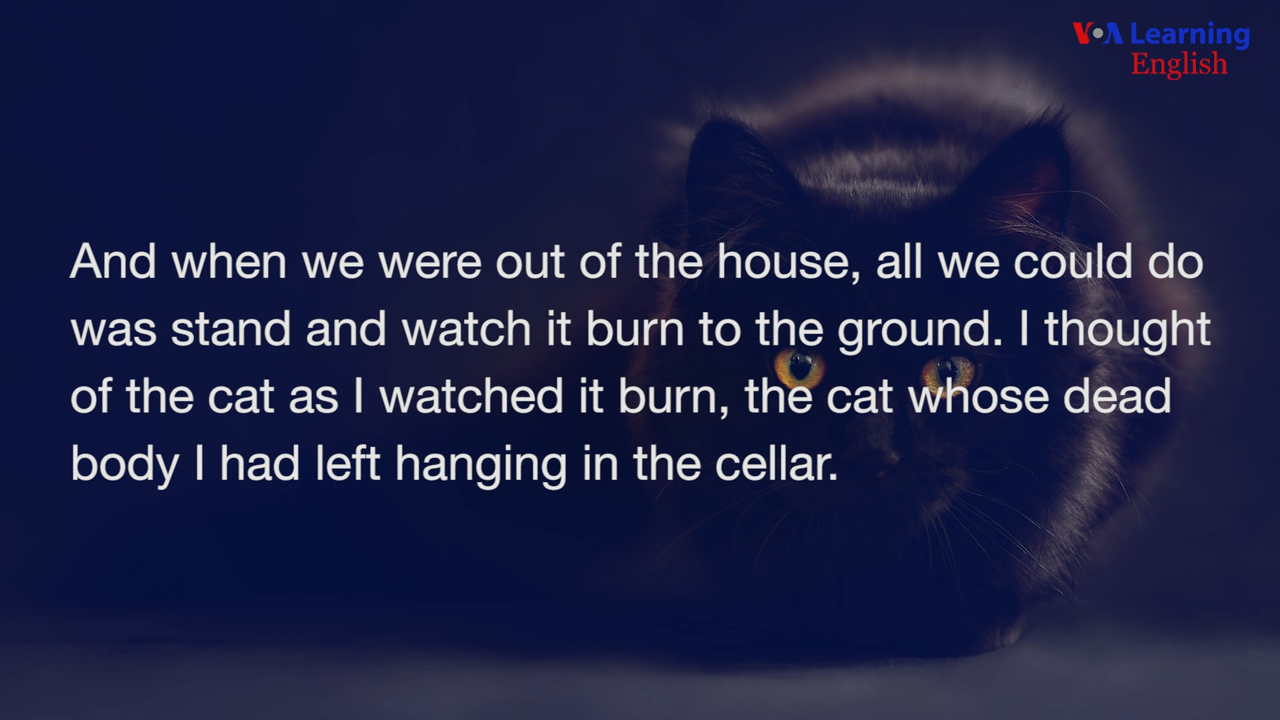 VOA Learning
English
And when we were out of the house, all we could do
was stand and watch it burn to the ground. I thought
of the cat as I watched it burn, the cat whose dead
body I had left hanging in the cellar.